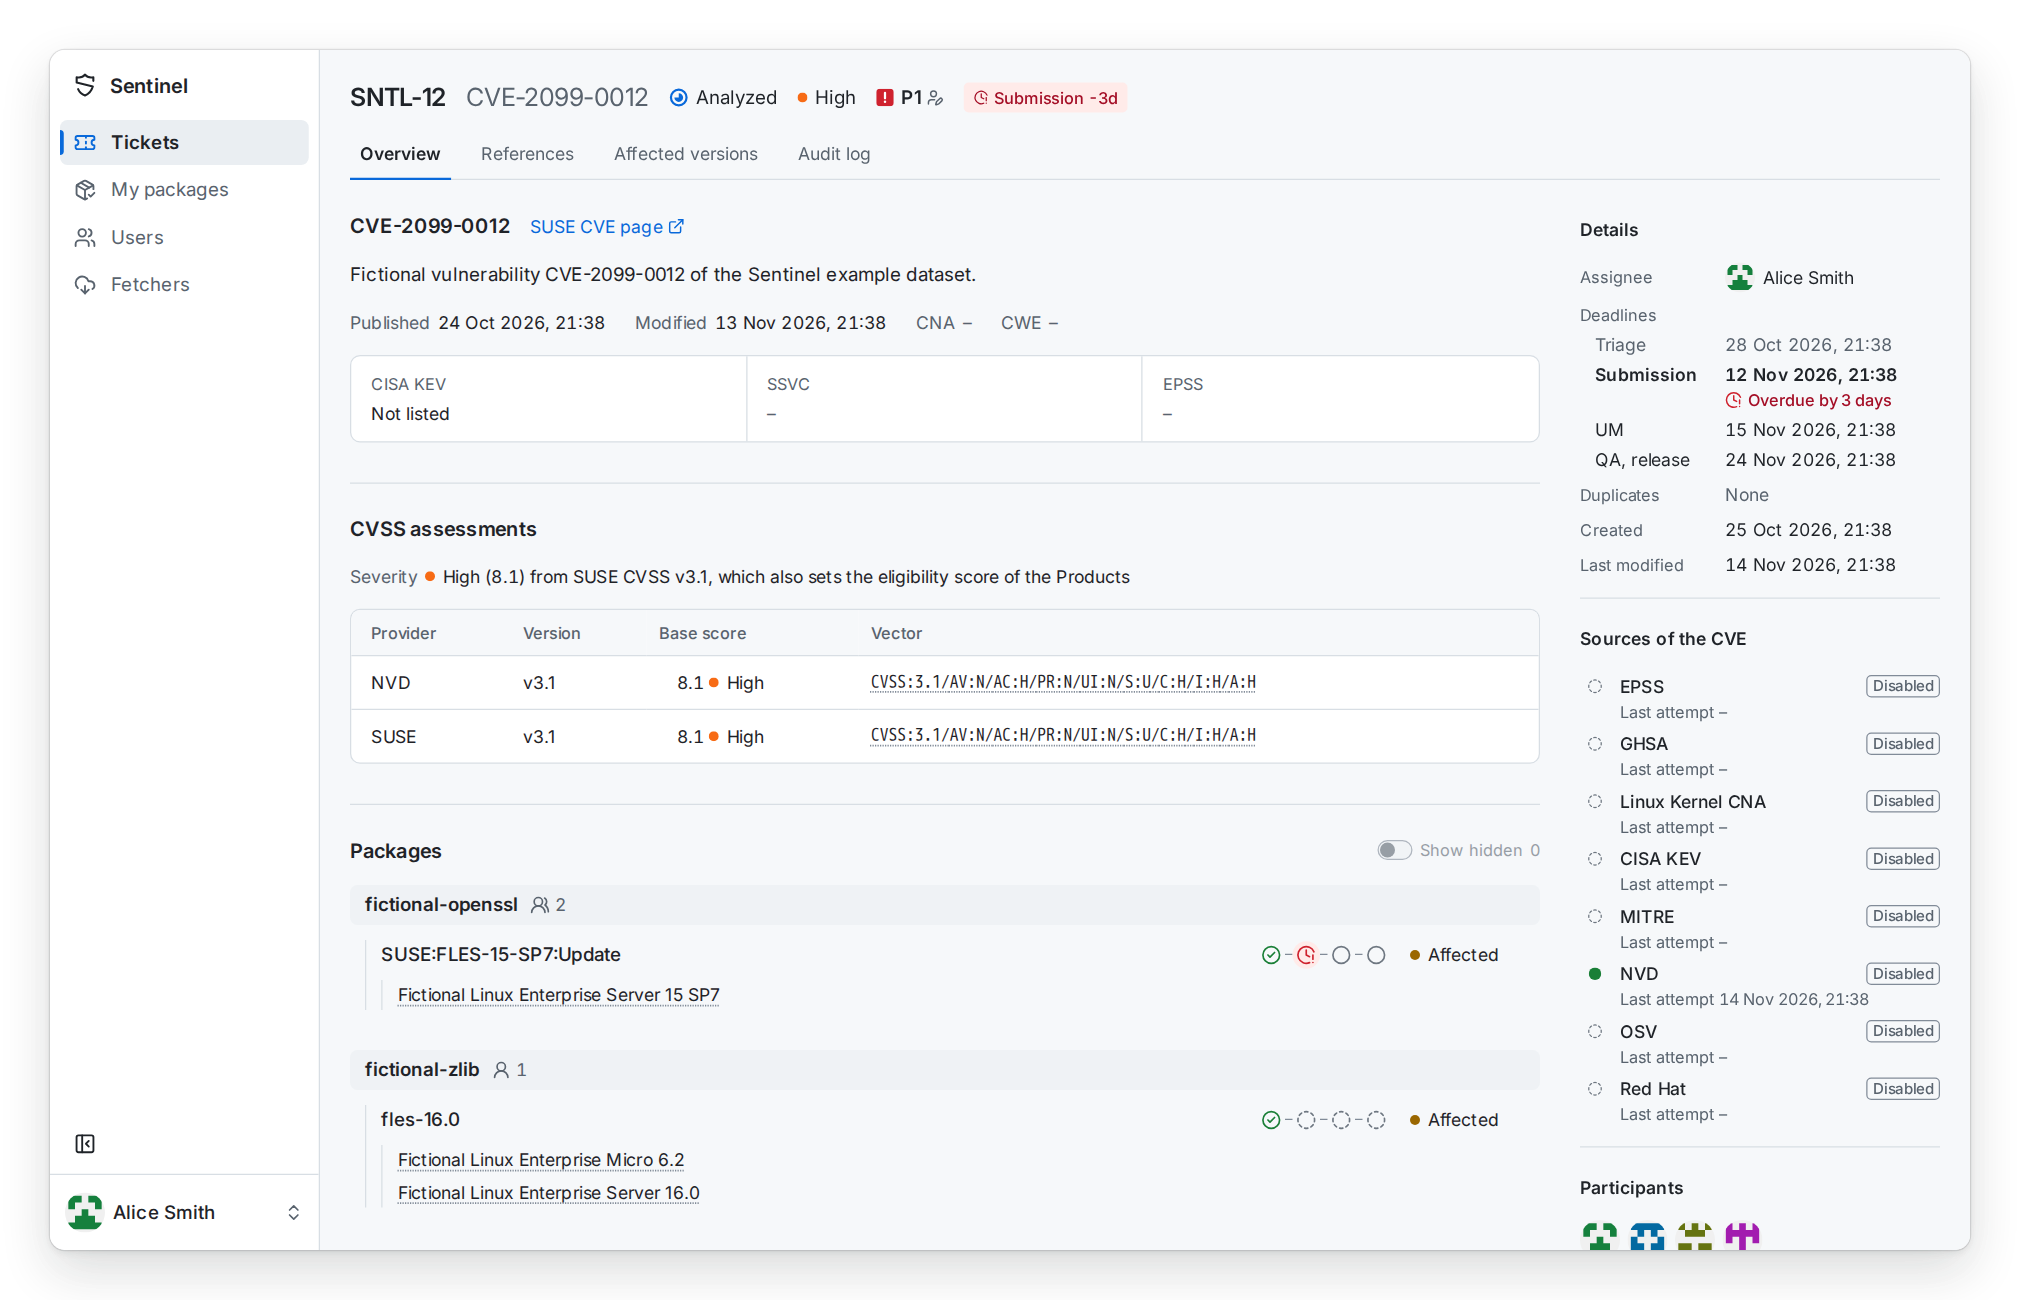 Sentinel
Tickets
My packages
Users
Fetchers
Alice Smith
SNTL-12 CVE-2099-0012 Analyzed High P1 Submission -3d
Overview References Affected versions Audit log
CVE-2099-0012 SUSE CVE page
Fictional vulnerability CVE-2099-0012 of the Sentinel example dataset.
Published 24 Oct 2026, 21:38 Modified 13 Nov 2026, 21:38 CNA – CWE –
CISA KEV SSVC EPSS
Not listed – –
CVSS assessments
Severity High (8.1) from SUSE CVSS v3.1, which also sets the eligibility score of the Products
Provider Version Base score Vector
NVD v3.1 8.1 High CVSS:3.1/AV:N/AC:H/PR:N/UI:N/S:U/C:H/I:H/A:H
SUSE v3.1 8.1 High CVSS:3.1/AV:N/AC:H/PR:N/UI:N/S:U/C:H/I:H/A:H
Packages Show hidden 0
fictional-openssl 2
SUSE:FLES-15-SP7:Update Affected
Fictional Linux Enterprise Server 15 SP7
fictional-zlib 1
fles-16.0 Affected
Fictional Linux Enterprise Micro 6.2
Fictional Linux Enterprise Server 16.0
Details
Assignee Alice Smith
Deadlines
Triage 28 Oct 2026, 21:38
Submission 12 Nov 2026, 21:38
Overdue by 3 days
UM 15 Nov 2026, 21:38
QA, release 24 Nov 2026, 21:38
Duplicates None
Created 25 Oct 2026, 21:38
Last modified 14 Nov 2026, 21:38
Sources of the CVE
EPSS Disabled
Last attempt –
GHSA Disabled
Last attempt –
Linux Kernel CNA Disabled
Last attempt –
CISA KEV Disabled
Last attempt –
MITRE Disabled
Last attempt –
NVD Disabled
Last attempt 14 Nov 2026, 21:38
OSV Disabled
Last attempt –
Red Hat Disabled
Last attempt –
Participants